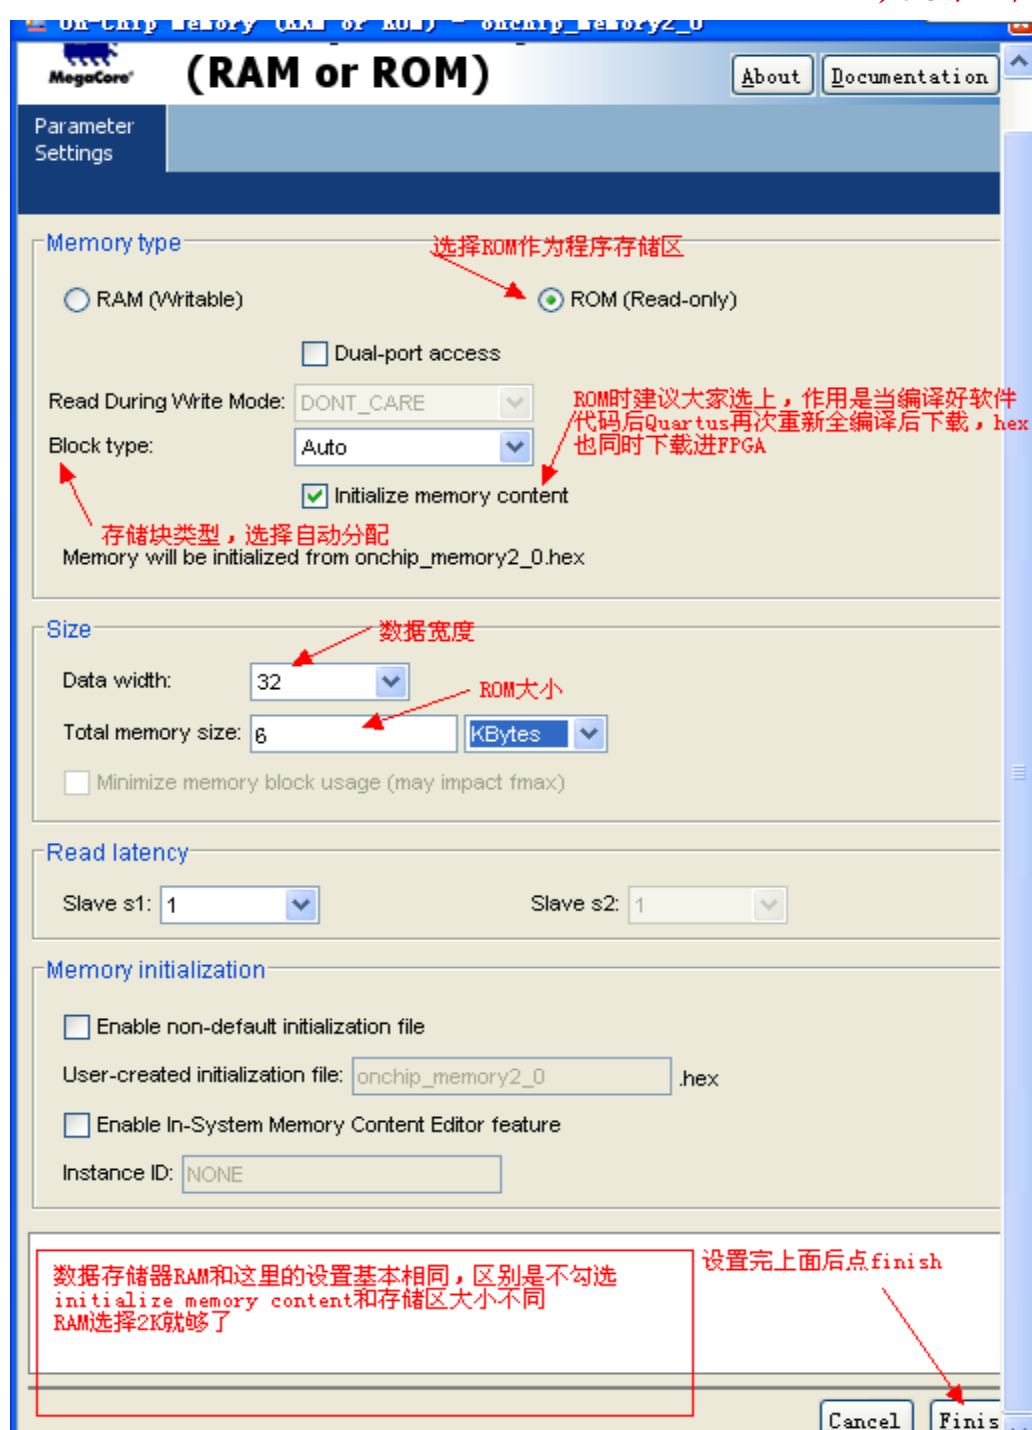 On-Chip Memory (RAM or ROM) - onchip_memory2_0
MegaCore'
(RAM or ROM)
About
Documentation
Parameter
Settings
Memory type
选择ROM作为程序存储区
RAM (Writable)
ROM (Read-only)
Dual-port access
Read During Write Mode:
DONT_CARE
ROM时建议大家选上，作用是当编译好软件
代码后Quartus再次重新全编译后下载，hex
也同时下载进FPGA
Block type:
Auto
Initialize memory content
存储块类型，选择自动分配
Memory will be initialized from onchip_memory2_0.hex
Size
数据宽度
Data width:
32
ROM大小
Total memory size:
6
KBytes
Minimize memory block usage (may impact fmax)
Read latency
Slave s1:
1
Slave s2:
1
Memory initialization
Enable non-default initialization file
User-created initialization file:
onchip_memory2_0
.hex
Enable In-System Memory Content Editor feature
Instance ID:
NONE
数据存储器RAM和这里的设置基本相同，区别是不勾选
initialize memory content和存储区大小不同
RAM选择2K就够了
设置完上面后点finish
Cancel
Finis